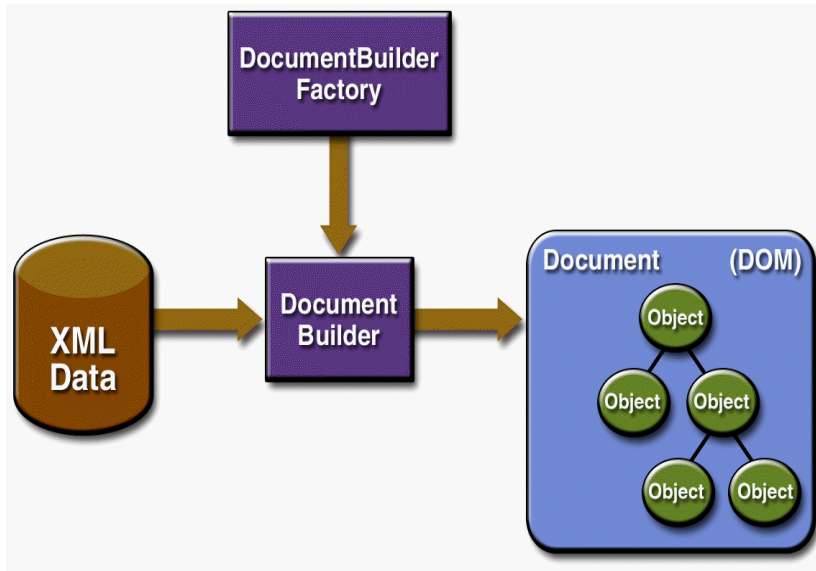 DocumentBuilder
Factory
XML
Data
Document
Builder
Document (DOM)
Object
Object
Object
Object
Object